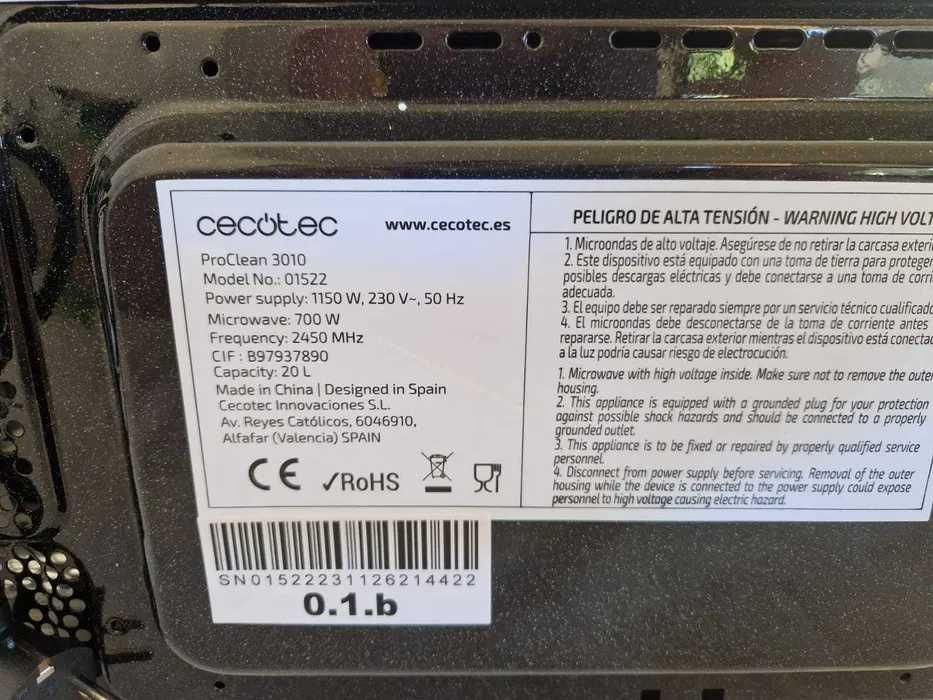 cecotec
www.cecotec.es
ProClean 3010
Model No.: 01522
Power supply: 1150 W, 230 V~, 50 Hz
Microwave: 700 W
Frequency: 2450 MHz
CIF : B97937890
Capacity: 20 L
Made in China | Designed in Spain
Cecotec Innovaciones S.L.
Av. Reyes Católicos, 6046910,
Alfafar (Valencia) SPAIN
CE ✓RoHS
PELIGRO DE ALTA TENSIÓN - WARNING HIGH
1. Microondas de alto voltaje. Asegúrese de no retirar la carcasa
2. Este dispositivo está equipado con una toma de tierra para
posibles descargas eléctricas y debe conectarse a una toma de
adecuada.
3. El equipo debe ser reparado siempre por un servicio técnico cualificado
4. El microondas debe desconectarse de la toma de corriente antes
repararse. Retirar la carcasa exterior mientras el dispositivo está
a la luz podría causar riesgo de electrocución.
1. Microwave with high voltage inside. Make sure not to remove the outer
housing.
2. This appliance is equipped with a grounded plug for your protection
against possible shock hazards and should be connected to a properly
grounded outlet.
3. This appliance is to be fixed or repaired by properly qualified service
personnel.
4. Disconnect from power supply before servicing. Removal of the outer
housing while the device is connected to the power supply could expose
personnel to high voltage causing electric hazard.
SN01522231126214422
0.1.b